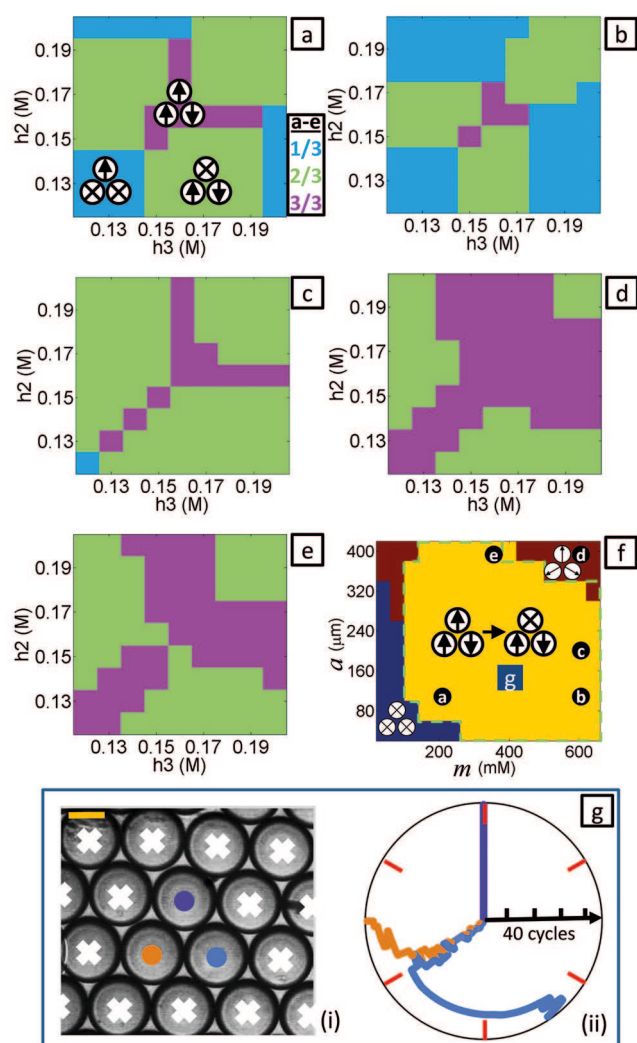 a
b
0.19
0.17
0.15
0.13
h2 (M)
0.13 0.15 0.17 0.19
h3 (M)
a-e
1/3
2/3
3/3
0.19
0.17
0.15
0.13
h2 (M)
0.13 0.15 0.17 0.19
h3 (M)
c
d
0.19
0.17
0.15
0.13
h2 (M)
0.13 0.15 0.17 0.19
h3 (M)
0.19
0.17
0.15
0.13
h2 (M)
0.13 0.15 0.17 0.19
h3 (M)
e
f
0.19
0.17
0.15
0.13
h2 (M)
0.13 0.15 0.17 0.19
h3 (M)
400
320
240
160
80
a (μm)
e
d
c
g
a
b
200 400 600
m (mM)
g
40 cycles
(i)
(ii)